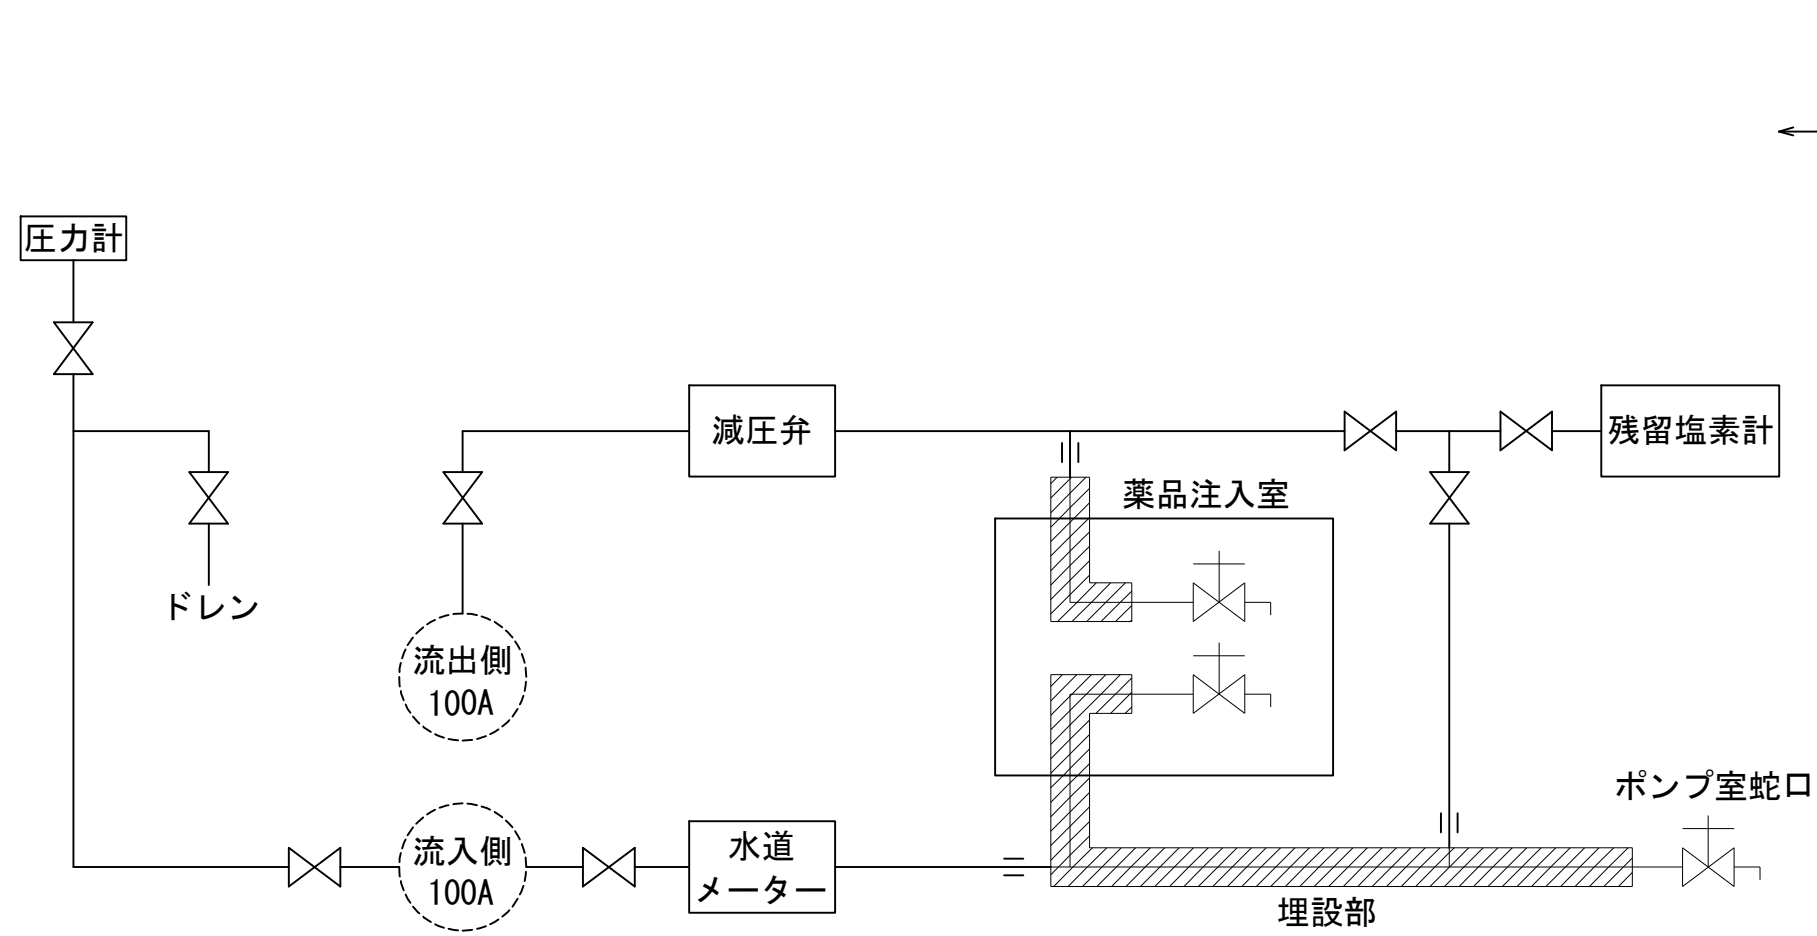 圧力計
減圧弁
残留塩素計
薬品注入室
ドレン
流出側
100A
ポンプ室蛇口
流入側
100A
水道
メーター
埋設部